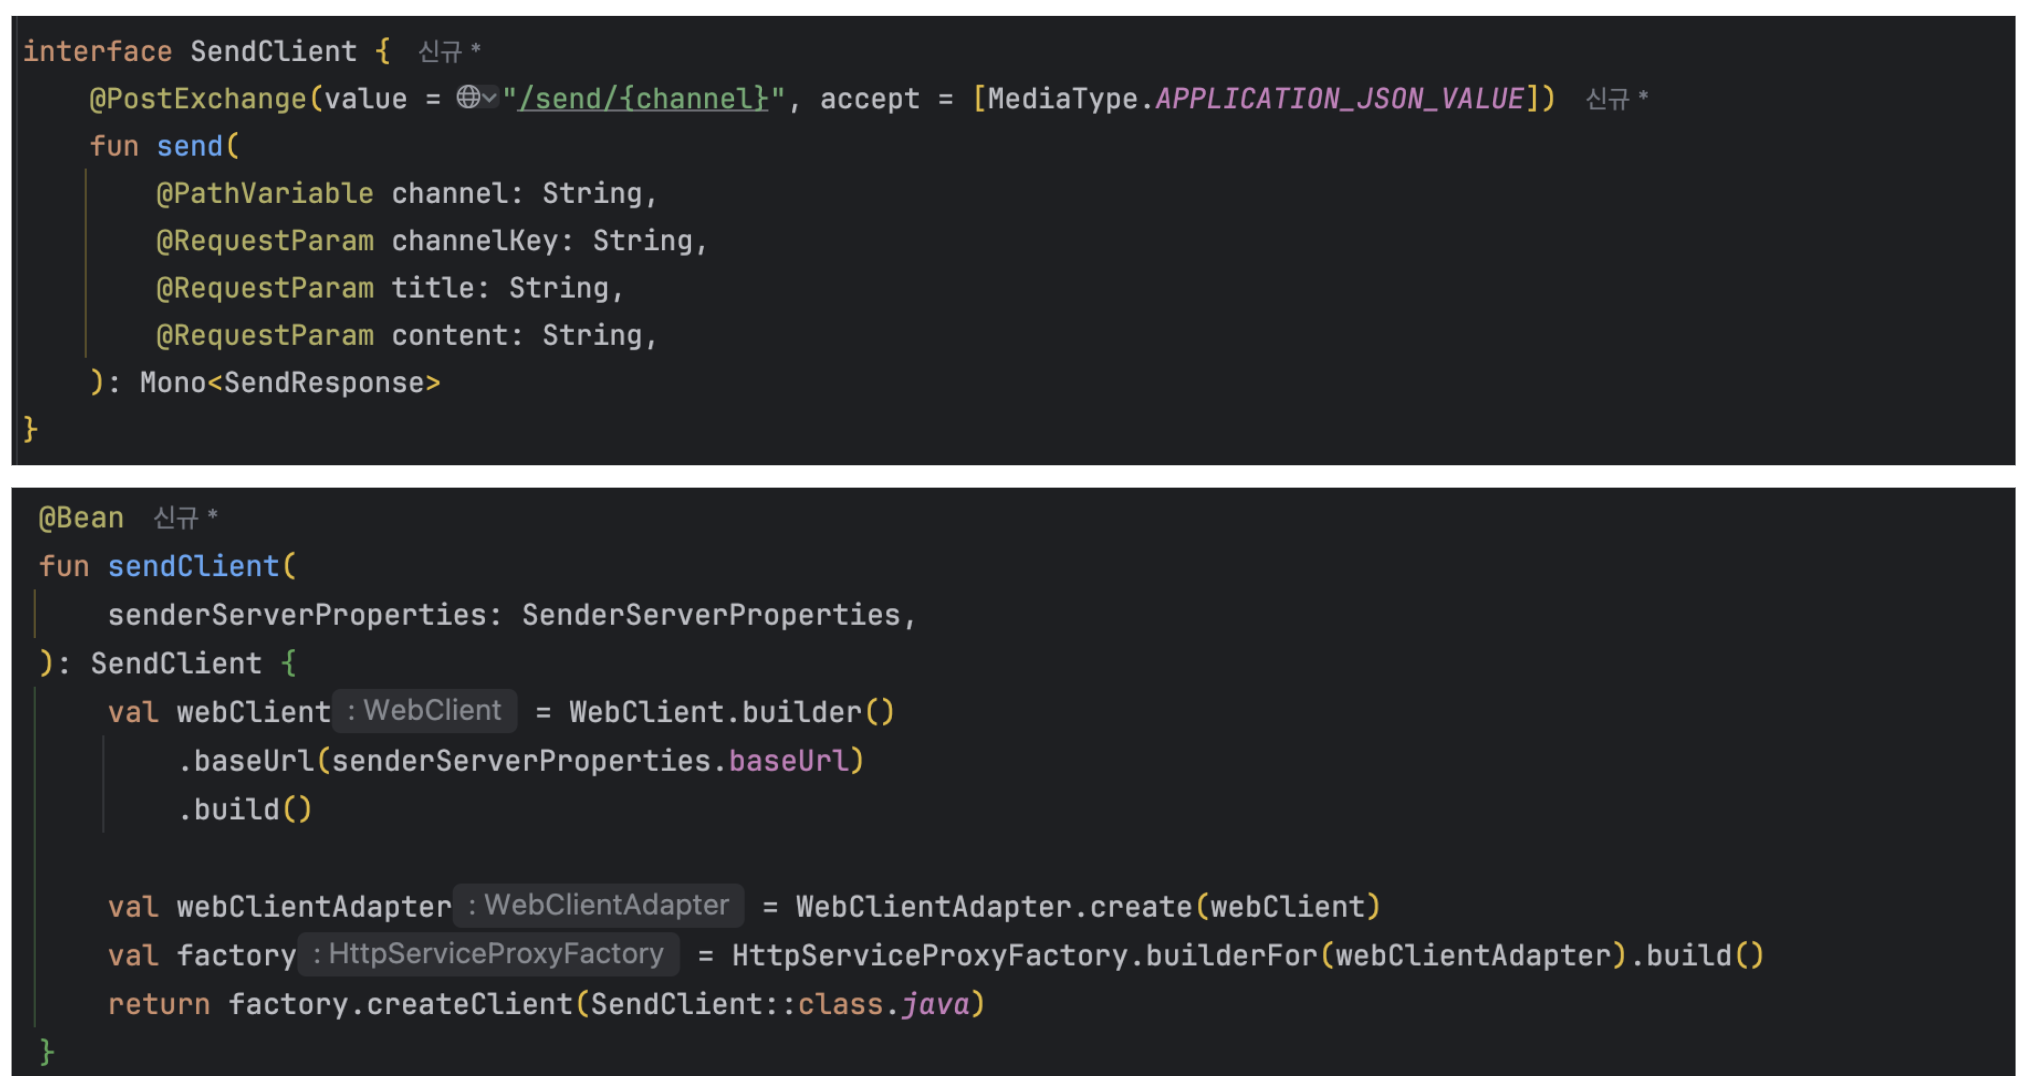 interface SendClient { 신규 *
@PostExchange(value = "/send/{channel}", accept = [MediaType.APPLICATION_JSON_VALUE]) 신규 *
fun send(
@PathVariable channel: String,
@RequestParam channelKey: String,
@RequestParam title: String,
@RequestParam content: String,
): Mono<SendResponse>
}
@Bean 신규 *
fun sendClient(
senderServerProperties: SenderServerProperties,
): SendClient {
val webClient : WebClient = WebClient.builder()
.baseUrl(senderServerProperties.baseUrl)
.build()
val webClientAdapter : WebClientAdapter = WebClientAdapter.create(webClient)
val factory : HttpServiceProxyFactory = HttpServiceProxyFactory.builderFor(webClientAdapter).build()
return factory.createClient(SendClient::class.java)
}